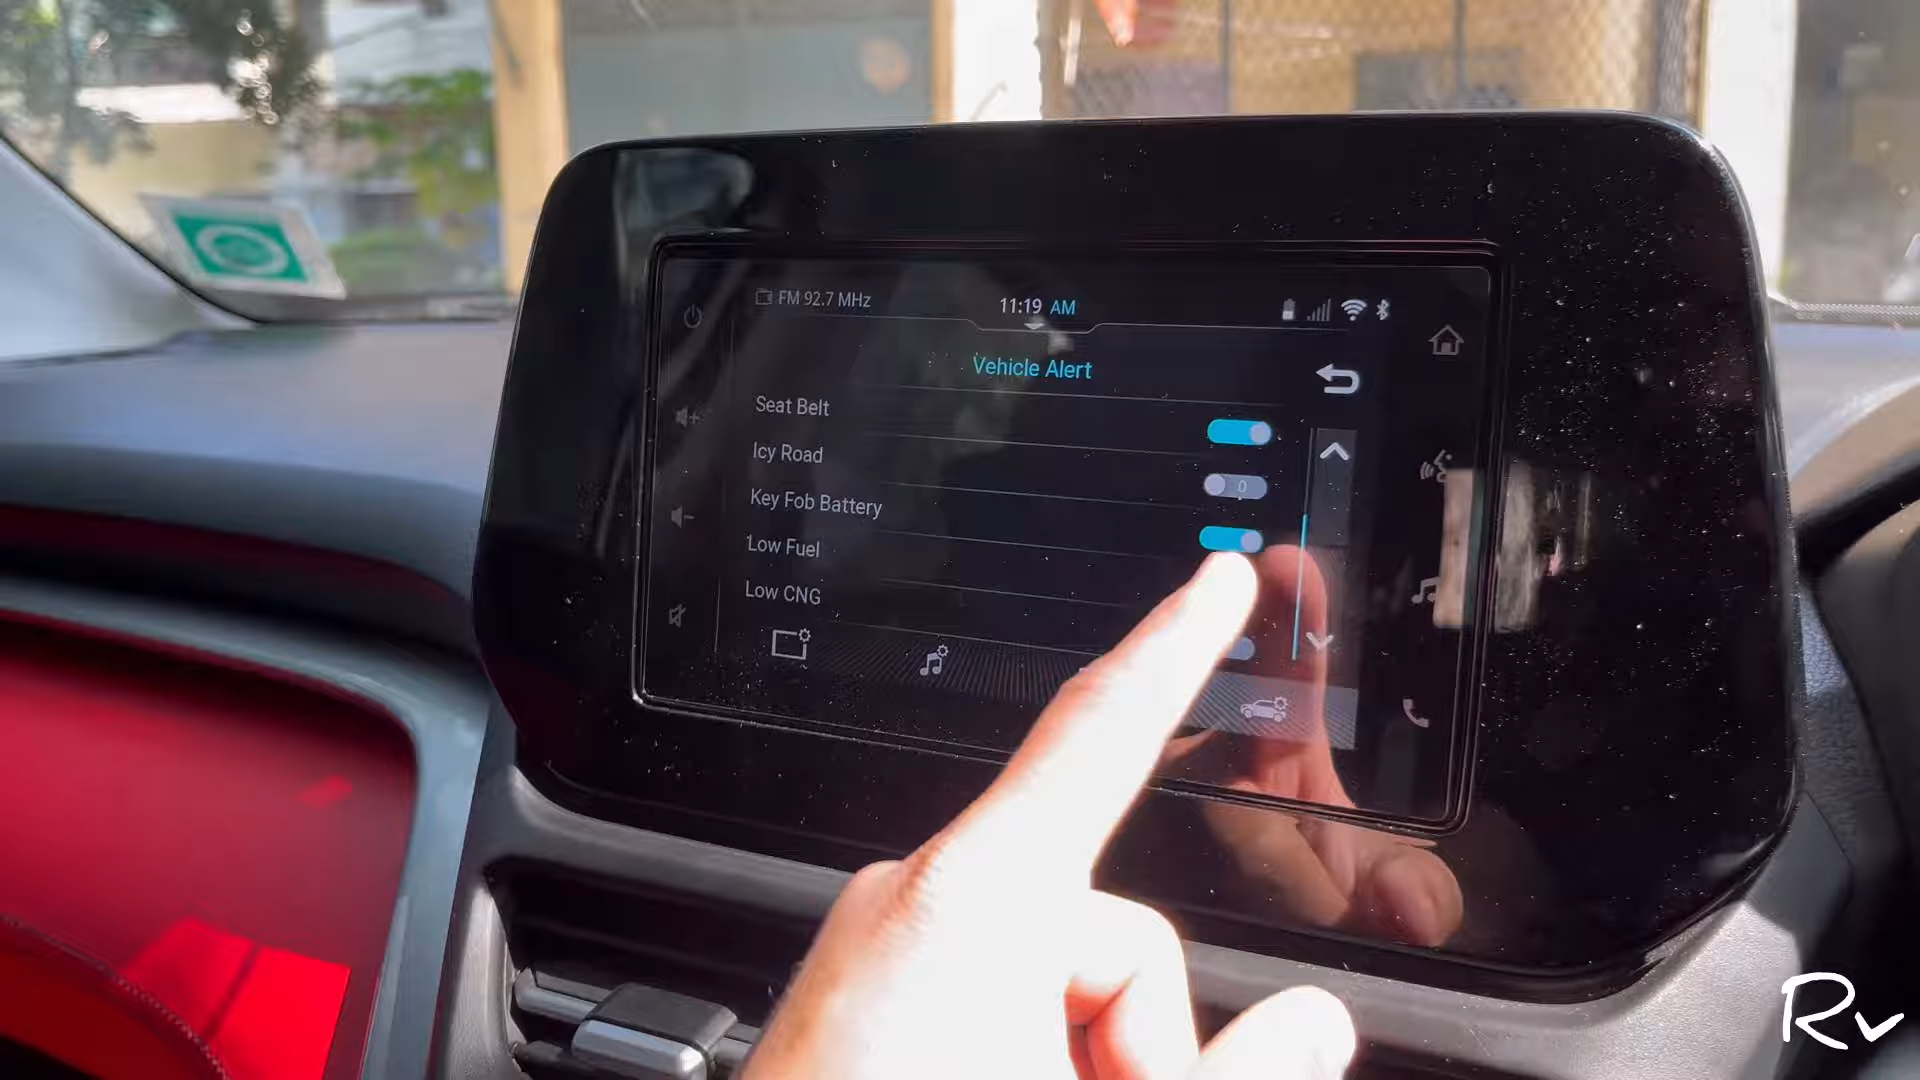 FM 92.7 MHz
11:19 AM
Vehicle Alert
Seat Belt
Icy Road
0
Key Fob Battery
Low Fuel
Low CNG
Rv